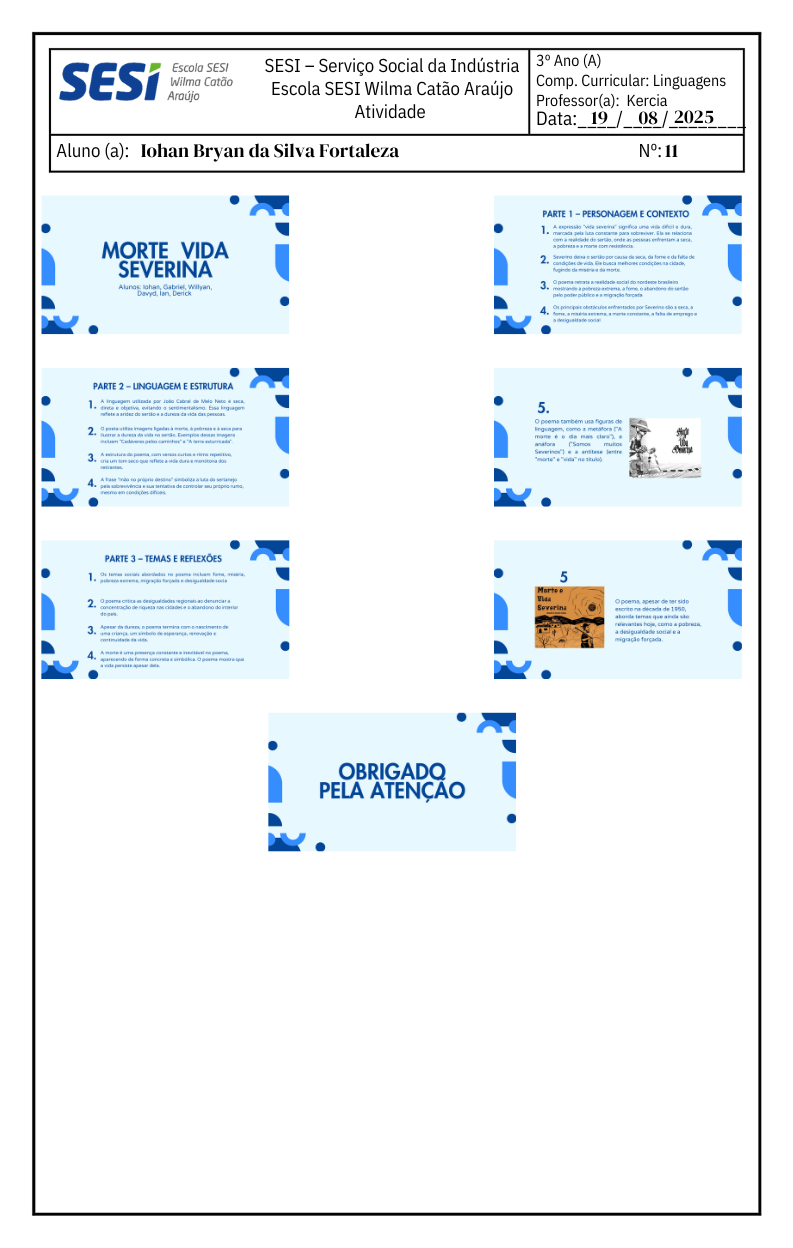 SESI
Escola SESI
Wilma Catão
Araújo
SESI – Serviço Social da Indústria
Escola SESI Wilma Catão Araújo
Atividade
3º Ano (A)
Comp. Curricular: Linguagens
Professor(a): Kercia
Data: 19 / 08 / 2025
Aluno (a): Iohan Bryan da Silva Fortaleza
Nº: 11
MORTE VIDA
SEVERINA
Alunos: Iohan, Gabriel, Willyan,
Davyd, Ian, Derick
PARTE 1 – PERSONAGEM E CONTEXTO
1. A expressão "vida severina" significa uma vida difícil e dura,
marcada pela luta constante para sobreviver. Ela se relaciona
com a realidade do sertão, onde as pessoas enfrentam a seca,
a pobreza e a morte com resistência.
2. Severino deixa o sertão por causa da seca, da fome e da falta de
condições de vida. Ele busca melhores condições na cidade,
fugindo da miséria e da morte.
3. O poema retrata a realidade social do nordeste brasileiro
mostrando a pobreza extrema, a fome, o abandono do sertão
pelo poder público e a migração forçada
4. Os principais obstáculos enfrentados por Severino são a seca, a
fome, a miséria extrema, a morte constante, a falta de emprego e
a desigualdade social
PARTE 2 – LINGUAGEM E ESTRUTURA
1. A linguagem utilizada por João Cabral de Melo Neto é seca,
direta e objetiva, evitando o sentimentalismo. Essa linguagem
reflete a aridez do sertão e a dureza da vida das pessoas.
2. O poeta utiliza imagens ligadas à morte, à pobreza e à seca para
ilustrar a dureza da vida no sertão. Exemplos dessas imagens
incluem "Cadáveres pelos caminhos" e "A terra esturricada".
3. A estrutura do poema, com versos curtos e ritmo repetitivo,
cria um tom seco que reflete a vida dura e monótona dos
retirantes.
4. A frase "mão no próprio destino" simboliza a luta do sertanejo
pela sobrevivência e sua tentativa de controlar seu próprio rumo,
mesmo em condições difíceis.
5.
O poema também usa figuras de
linguagem, como a metáfora ("A
morte é o dia mais claro"), a
anáfora ("Somos muitos
Severinos") e a antítese (entre
"morte" e "vida" no título).
Morte
e Vida
Severina
PARTE 3 – TEMAS E REFLEXÕES
1. Os temas sociais abordados no poema incluem fome, miséria,
pobreza extrema, migração forçada e desigualdade social
2. O poema critica as desigualdades regionais ao denunciar a
concentração de riqueza nas cidades e o abandono do interior
do país.
3. Apesar da dureza, o poema termina com o nascimento de
uma criança, um símbolo de esperança, renovação e
continuidade da vida.
4. A morte é uma presença constante e inevitável no poema,
aparecendo de forma concreta e simbólica. O poema mostra que
a vida persiste apesar dela.
5
Morte e
Vida
Severina
O poema, apesar de ter sido
escrito na década de 1950,
aborda temas que ainda são
relevantes hoje, como a pobreza,
a desigualdade social e a
migração forçada.
OBRIGADO
PELA ATENÇÃO